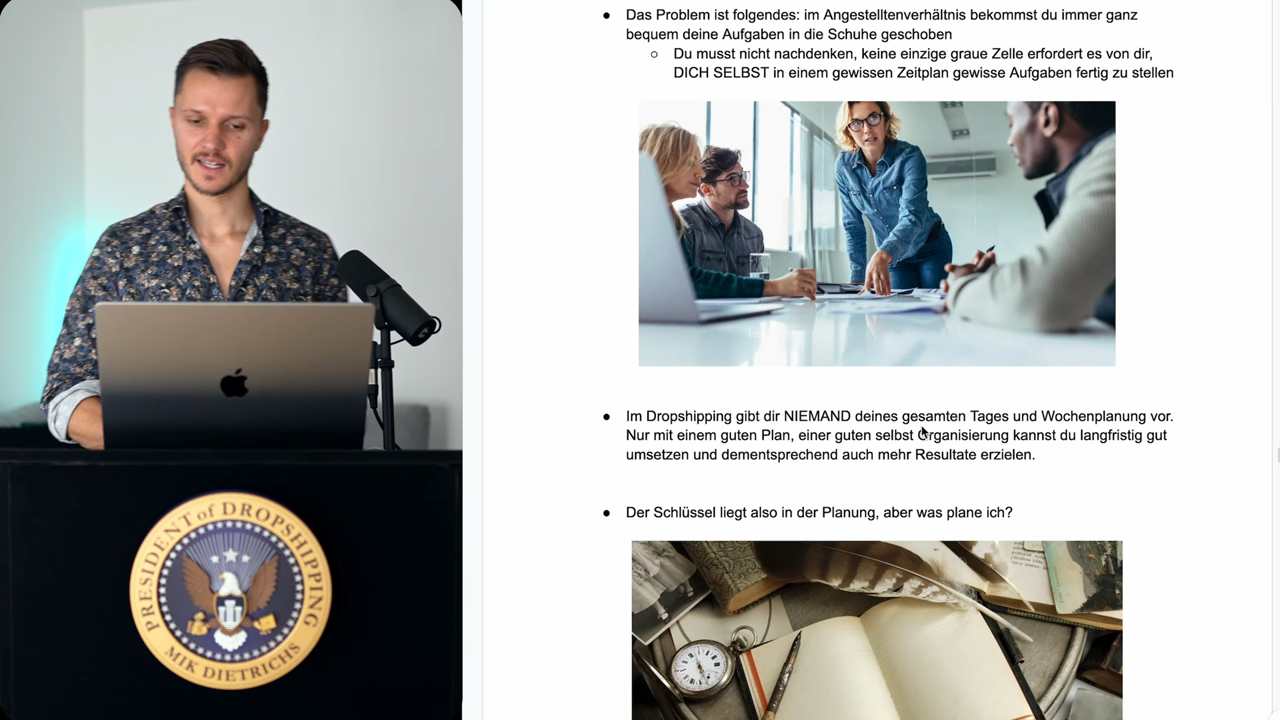 Das Problem ist folgendes: im Angestelltenverhältnis bekommst du immer ganz
bequem deine Aufgaben in die Schuhe geschoben
Du musst nicht nachdenken, keine einzige graue Zelle erfordert es von dir,
DICH SELBST in einem gewissen Zeitplan gewisse Aufgaben fertig zu stellen
Im Dropshipping gibt dir NIEMAND deines gesamten Tages und Wochenplanung vor.
Nur mit einem guten Plan, einer guten selbst Organisierung kannst du langfristig gut
umsetzen und dementsprechend auch mehr Resultate erzielen.
Der Schlüssel liegt also in der Planung, aber was plane ich?
PRESIDENT of DROPSHIPPING
MIK DIETRICHS